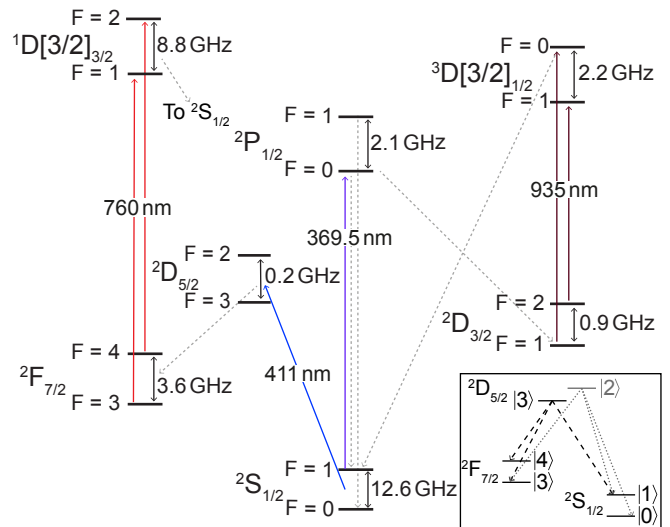 F = 2
¹D[3/2]₃/₂
8.8 GHz
F = 1
To ²S₁/₂
760 nm
F = 4
²F₇/₂
3.6 GHz
F = 3
F = 2
²D₅/₂
0.2 GHz
F = 3
411 nm
F = 1
²P₁/₂
2.1 GHz
F = 0
369.5 nm
F = 1
²S₁/₂
12.6 GHz
F = 0
F = 0
³D[3/2]₁/₂
2.2 GHz
F = 1
935 nm
F = 2
²D₃/₂
0.9 GHz
F = 1
²D₅/₂ |3⟩ |2⟩
²F₇/₂ |4⟩
|3⟩
²S₁/₂ |1⟩
|0⟩